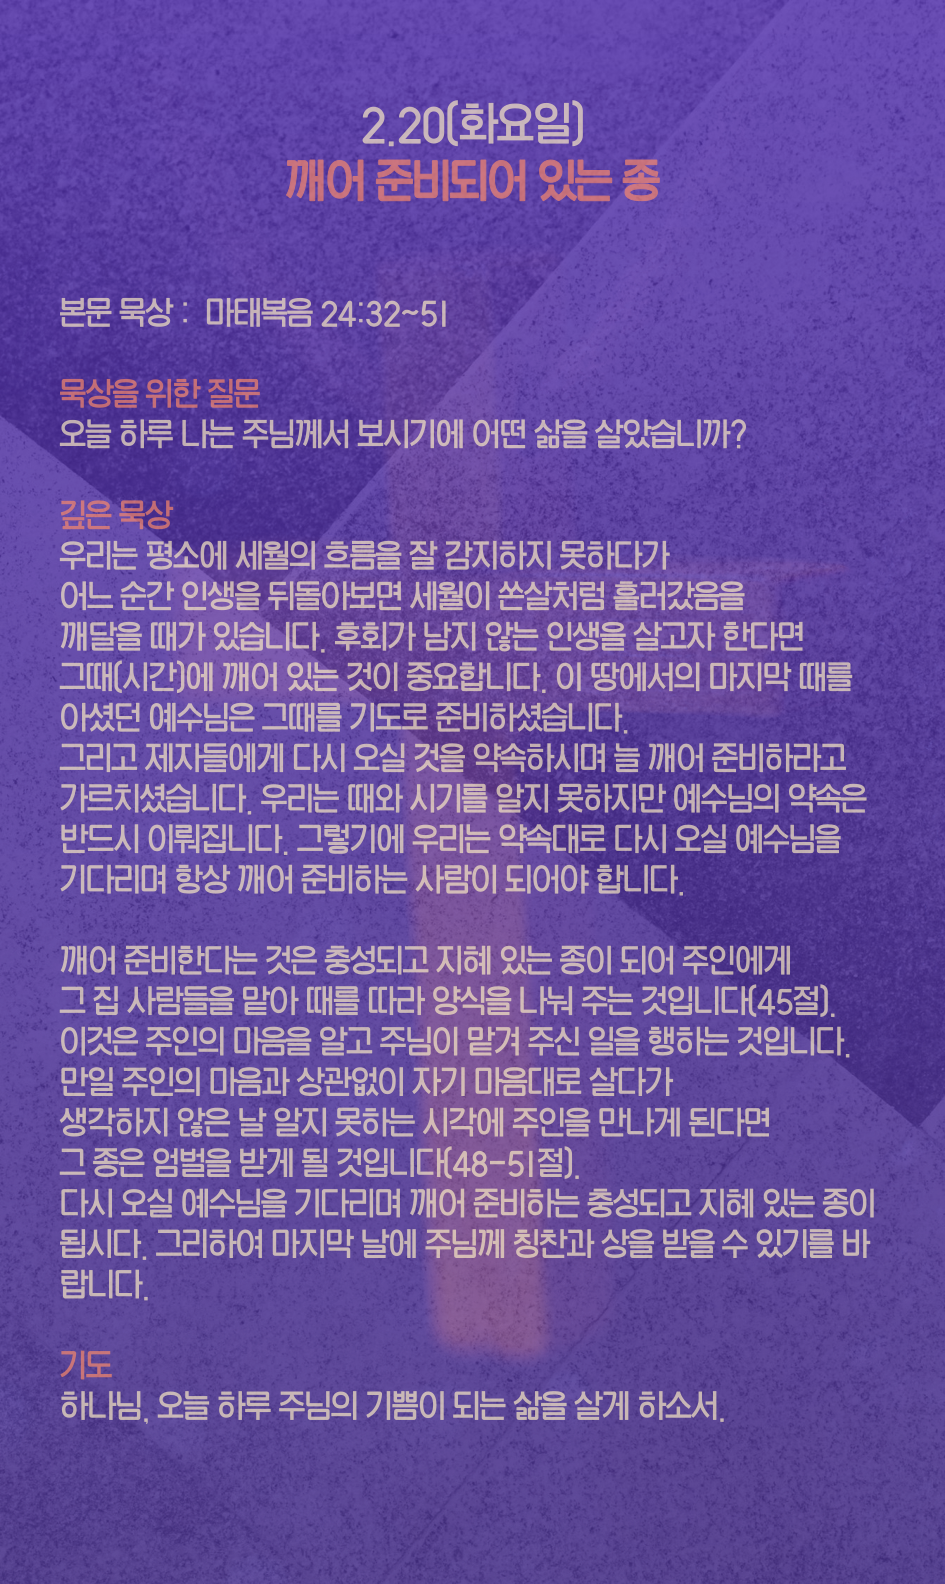 2.20(화요일)
깨어 준비되어 있는 종
본문 묵상 : 마태복음 24:32~51
묵상을 위한 질문
오늘 하루 나는 주님께서 보시기에 어떤 삶을 살았습니까?
깊은 묵상
우리는 평소에 세월의 흐름을 잘 감지하지 못하다가
어느 순간 인생을 뒤돌아보면 세월이 쏜살처럼 흘러갔음을
깨달을 때가 있습니다. 후회가 남지 않는 인생을 살고자 한다면
그때(시간)에 깨어 있는 것이 중요합니다. 이 땅에서의 마지막 때를
아셨던 예수님은 그때를 기도로 준비하셨습니다.
그리고 제자들에게 다시 오실 것을 약속하시며 늘 깨어 준비하라고
가르치셨습니다. 우리는 때와 시기를 알지 못하지만 예수님의 약속은
반드시 이뤄집니다. 그렇기에 우리는 약속대로 다시 오실 예수님을
기다리며 항상 깨어 준비하는 사람이 되어야 합니다.
깨어 준비한다는 것은 충성되고 지혜 있는 종이 되어 주인에게
그 집 사람들을 맡아 때를 따라 양식을 나눠 주는 것입니다(45절).
이것은 주인의 마음을 알고 주님이 맡겨 주신 일을 행하는 것입니다.
만일 주인의 마음과 상관없이 자기 마음대로 살다가
생각하지 않은 날 알지 못하는 시각에 주인을 만나게 된다면
그 종은 엄벌을 받게 될 것입니다(48-51절).
다시 오실 예수님을 기다리며 깨어 준비하는 충성되고 지혜 있는 종이
됩시다. 그리하여 마지막 날에 주님께 칭찬과 상을 받을 수 있기를 바
랍니다.
기도
하나님, 오늘 하루 주님의 기쁨이 되는 삶을 살게 하소서.